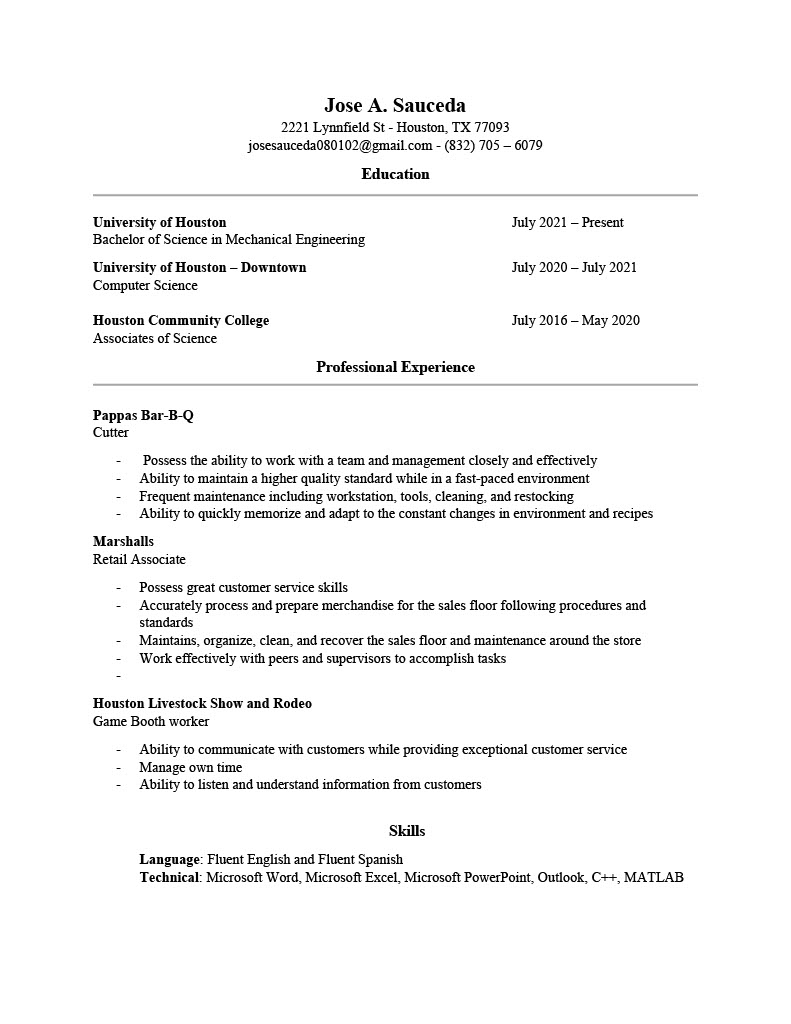 Jose A. Sauceda
2221 Lynnfield St - Houston, TX 77093
josesauceda080102@gmail.com - (832) 705 – 6079
Education
University of Houston July 2021 – Present
Bachelor of Science in Mechanical Engineering
University of Houston – Downtown July 2020 – July 2021
Computer Science
Houston Community College July 2016 – May 2020
Associates of Science
Professional Experience
Pappas Bar-B-Q
Cutter
- Possess the ability to work with a team and management closely and effectively
- Ability to maintain a higher quality standard while in a fast-paced environment
- Frequent maintenance including workstation, tools, cleaning, and restocking
- Ability to quickly memorize and adapt to the constant changes in environment and recipes
Marshalls
Retail Associate
- Possess great customer service skills
- Accurately process and prepare merchandise for the sales floor following procedures and
standards
- Maintains, organize, clean, and recover the sales floor and maintenance around the store
- Work effectively with peers and supervisors to accomplish tasks
-
Houston Livestock Show and Rodeo
Game Booth worker
- Ability to communicate with customers while providing exceptional customer service
- Manage own time
- Ability to listen and understand information from customers
Skills
Language: Fluent English and Fluent Spanish
Technical: Microsoft Word, Microsoft Excel, Microsoft PowerPoint, Outlook, C++, MATLAB